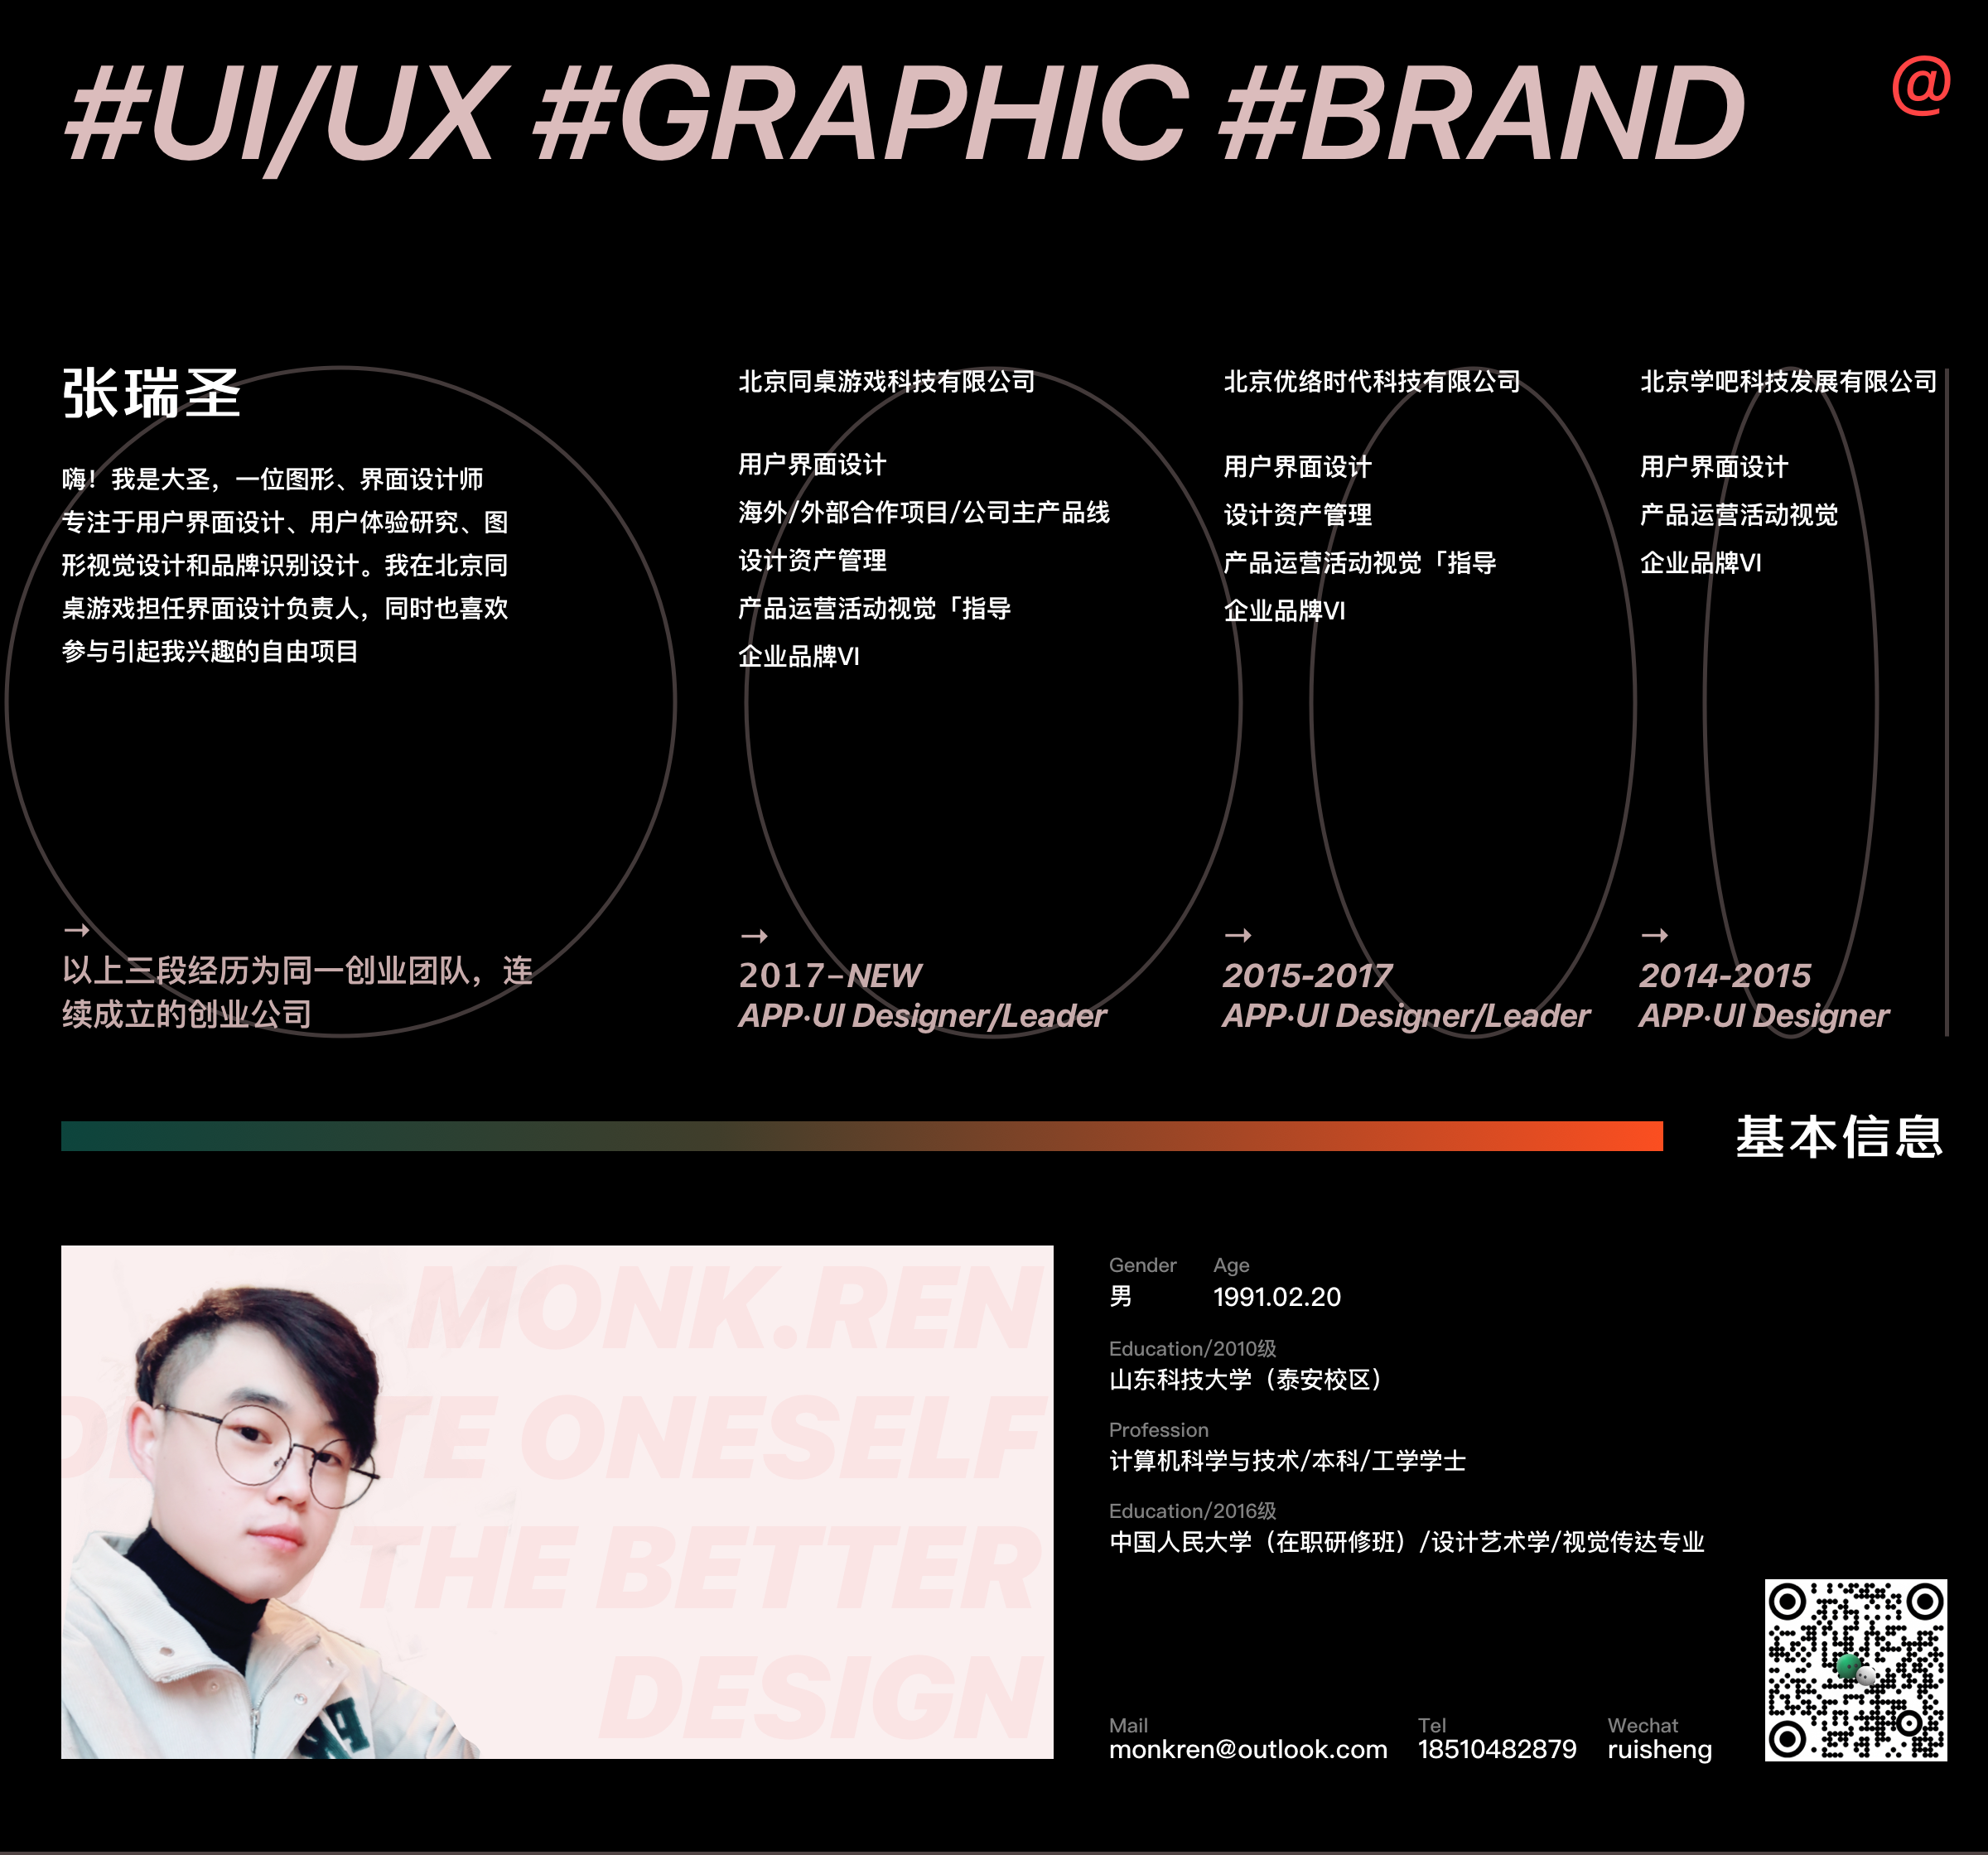 #UI/UX #GRAPHIC #BRAND
@
张瑞圣
嗨！我是大圣，一位图形、界面设计师
专注于用户界面设计、用户体验研究、图
形视觉设计和品牌识别设计。我在北京同
桌游戏担任界面设计负责人，同时也喜欢
参与引起我兴趣的自由项目
→
以上三段经历为同一创业团队，连
续成立的创业公司
北京同桌游戏科技有限公司
用户界面设计
海外/外部合作项目/公司主产品线
设计资产管理
产品运营活动视觉「指导
企业品牌VI
→
2017-NEW
APP·UI Designer/Leader
北京优络时代科技有限公司
用户界面设计
设计资产管理
产品运营活动视觉「指导
企业品牌VI
→
2015-2017
APP·UI Designer/Leader
北京学吧科技发展有限公司
用户界面设计
产品运营活动视觉
企业品牌VI
→
2014-2015
APP·UI Designer
基本信息
MONK.REN
TE ONESELF
THE BETTER
DESIGN
Gender Age
男 1991.02.20
Education/2010级
山东科技大学（泰安校区）
Profession
计算机科学与技术/本科/工学学士
Education/2016级
中国人民大学（在职研修班）/设计艺术学/视觉传达专业
Mail Tel Wechat
monkren@outlook.com 18510482879 ruisheng